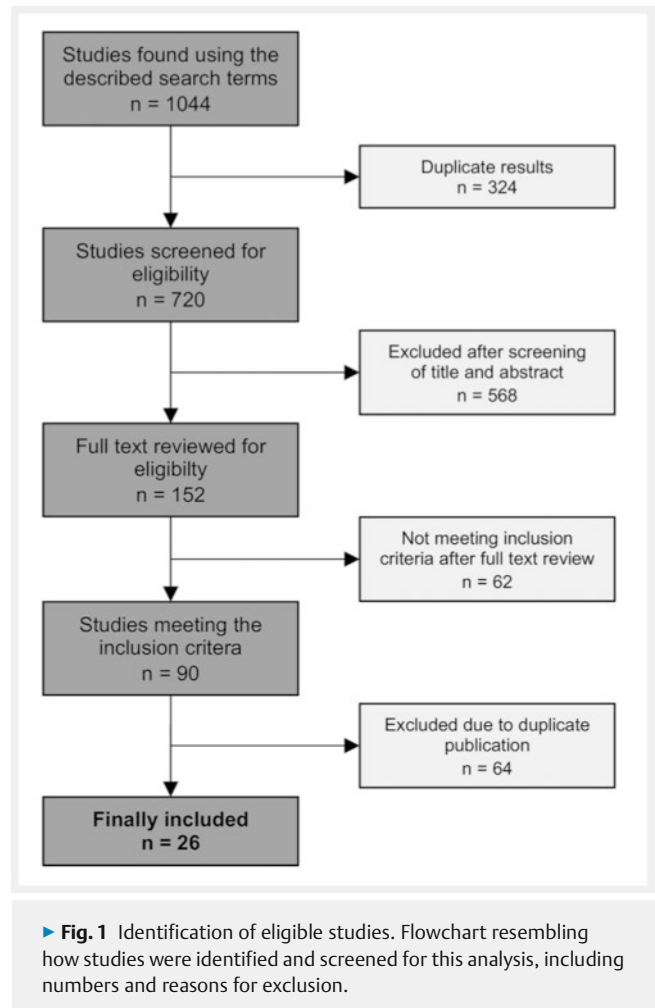 Studies found using the
described search terms
n = 1044
Duplicate results
n = 324
Studies screened for
eligibility
n = 720
Excluded after screening
of title and abstract
n = 568
Full text reviewed for
eligibilty
n = 152
Not meeting inclusion
criteria after full text review
n = 62
Studies meeting the
inclusion critera
n = 90
Excluded due to duplicate
publication
n = 64
Finally included
n = 26
▶ Fig. 1 Identification of eligible studies. Flowchart resembling
how studies were identified and screened for this analysis, including
numbers and reasons for exclusion.